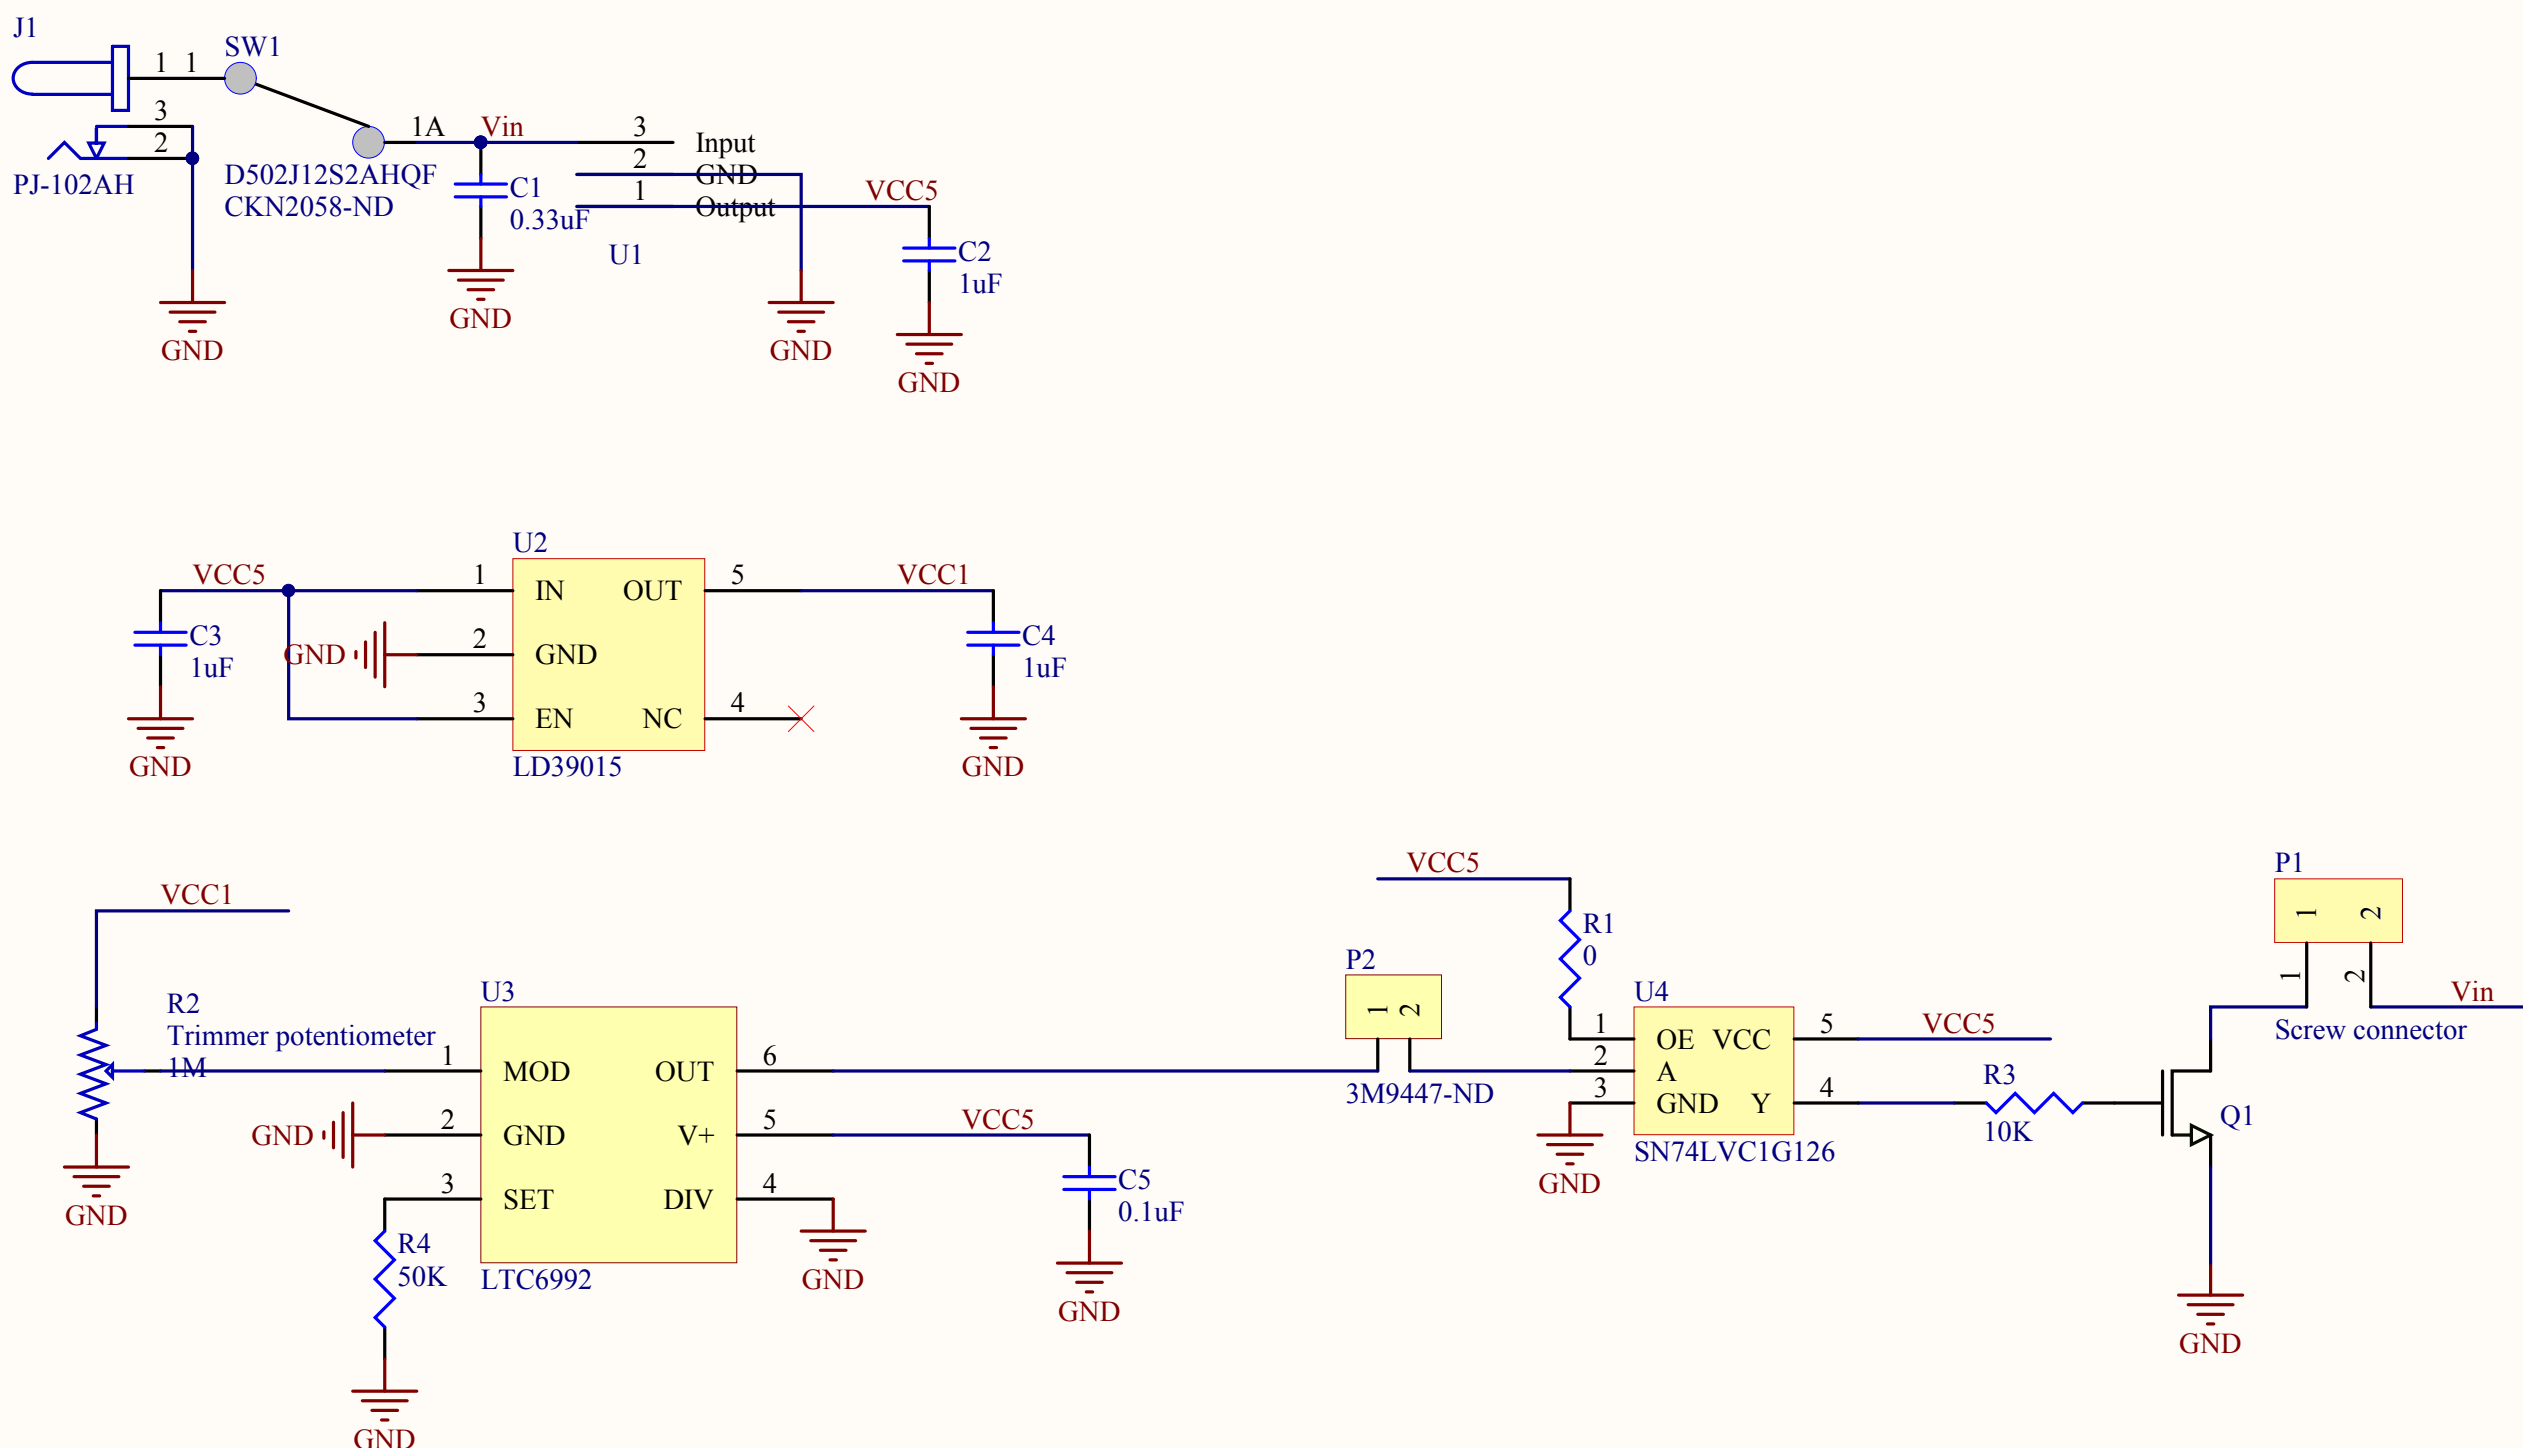 J1
1 1
SW1
3
2
PJ-102AH
1A
Vin
D502J12S2AHQF
CKN2058-ND
C1
0.33uF
3
Input
2
GND
1
Output
U1
VCC5
C2
1uF
GND
GND
GND
GND
U2
VCC5
1
IN
OUT
5
VCC1
C3
1uF
GND
2
GND
C4
1uF
3
EN
NC
4
GND
LD39015
GND
VCC1
R2
Trimmer potentiometer
1M
U3
1
MOD
OUT
6
GND
2
GND
V+
5
VCC5
3
SET
DIV
4
GND
R4
50K
LTC6992
GND
C5
0.1uF
GND
GND
VCC5
R1
0
P2
1
2
3M9447-ND
U4
1
OE
VCC
5
VCC5
2
A
3
GND
Y
4
SN74LVC1G126
GND
R3
10K
Q1
GND
P1
1
2
1
2
Vin
Screw connector